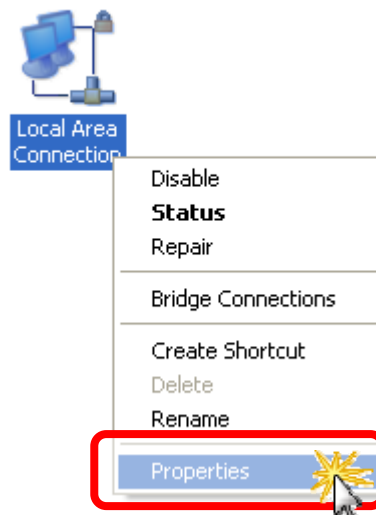 Local Area
Connection
Disable
Status
Repair
Bridge Connections
Create Shortcut
Delete
Rename
Properties